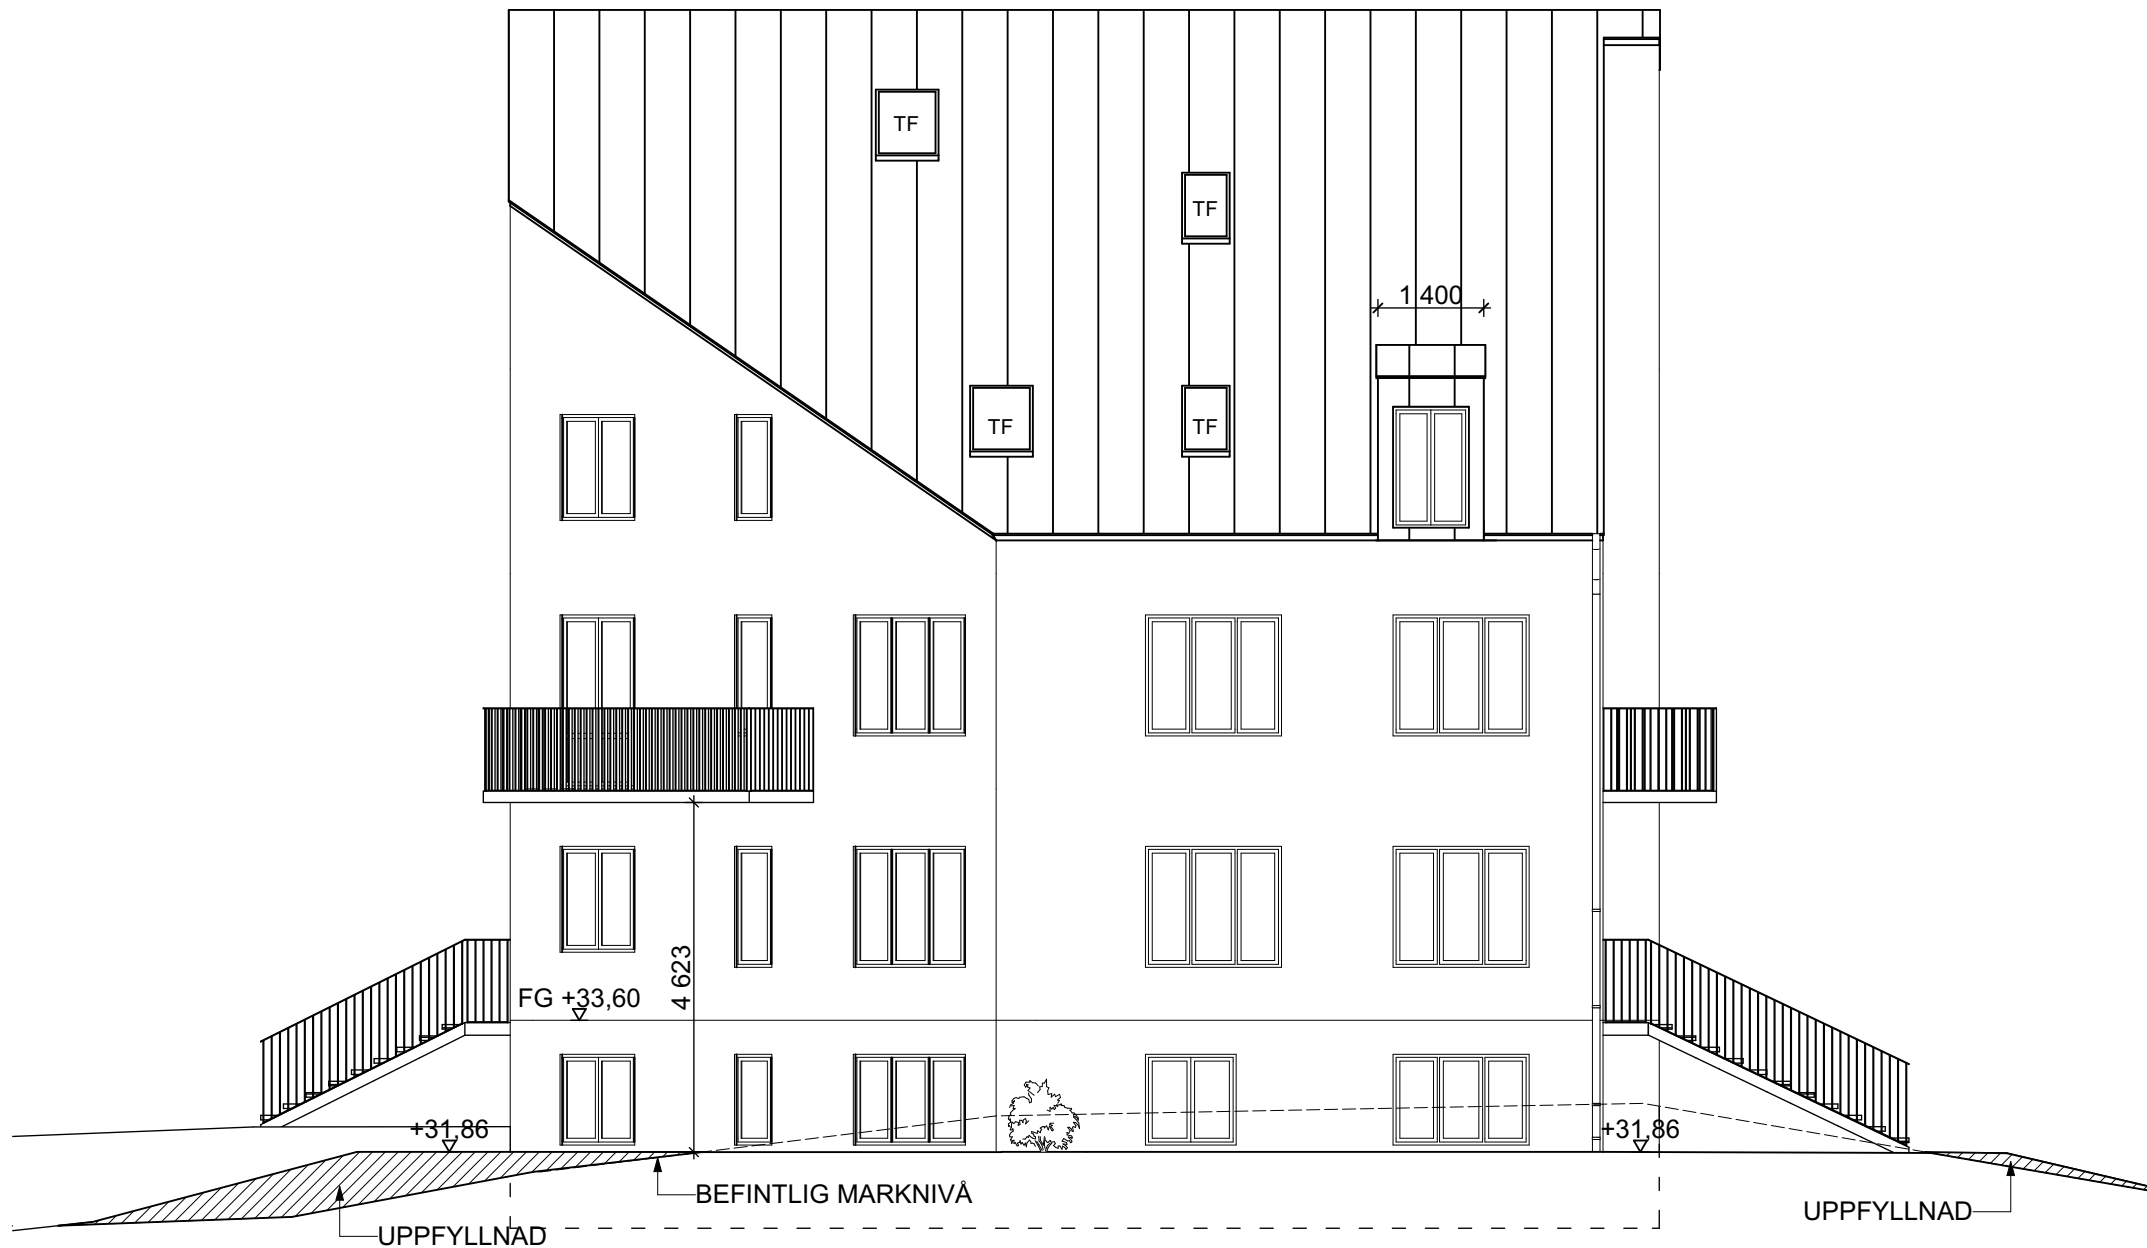 TF
TF
1 400
TF
TF
4 623
FG +33,60
+31,86
+31,86
BEFINTLIG MARKNIVÅ
UPPFYLLNAD
UPPFYLLNAD